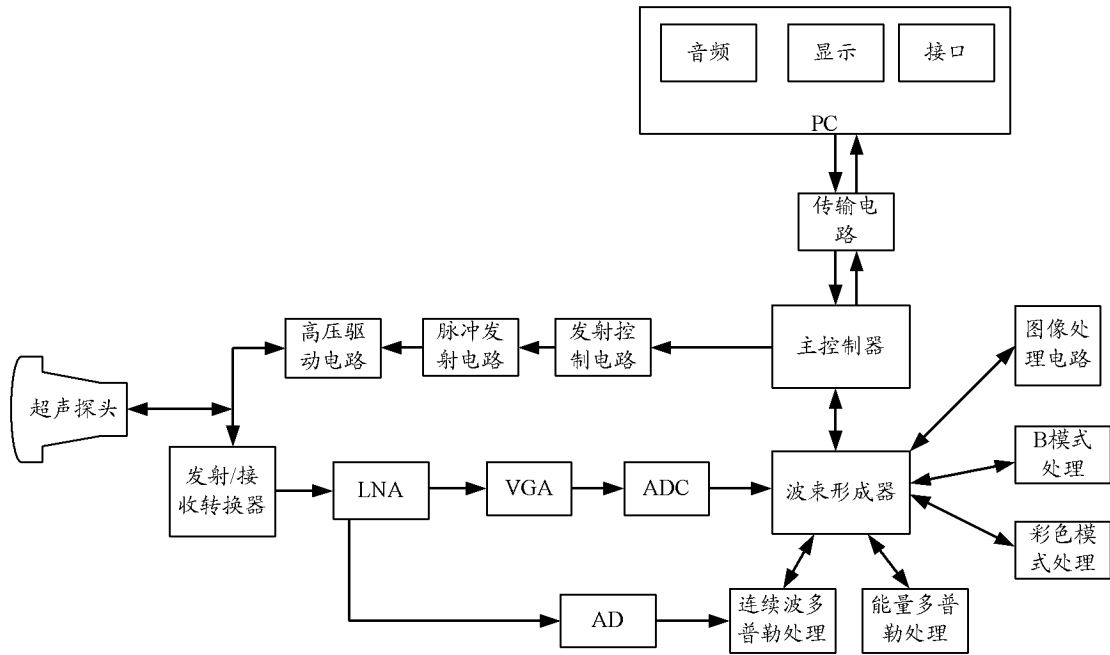 音频
显示
接口
PC
传输电
路
高压驱
动电路
脉冲发
射电路
发射控
制电路
主控制器
图像处
理电路
超声探头
发射/接
收转换器
LNA
VGA
ADC
波束形成器
B模式
处理
彩色模
式处理
AD
连续波多
普勒处理
能量多普
勒处理